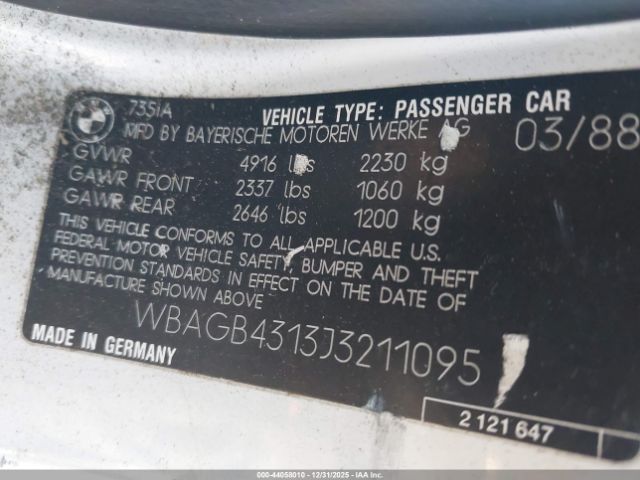 BMW
735iA
VEHICLE TYPE: PASSENGER CAR
MFD BY BAYERISCHE MOTOREN WERKE AG 03/88
GVWR 4916 lbs 2230 kg
GAWR FRONT 2337 lbs 1060 kg
GAWR REAR 2646 lbs 1200 kg
THIS VEHICLE CONFORMS TO ALL APPLICABLE U.S.
FEDERAL MOTOR VEHICLE SAFETY, BUMPER AND THEFT
PREVENTION STANDARDS IN EFFECT ON THE DATE OF
MANUFACTURE SHOWN ABOVE
WBAGB4313J3211095
MADE IN GERMANY
2 121 647
000-44058010 - 12/31/2025 - IAA Inc.